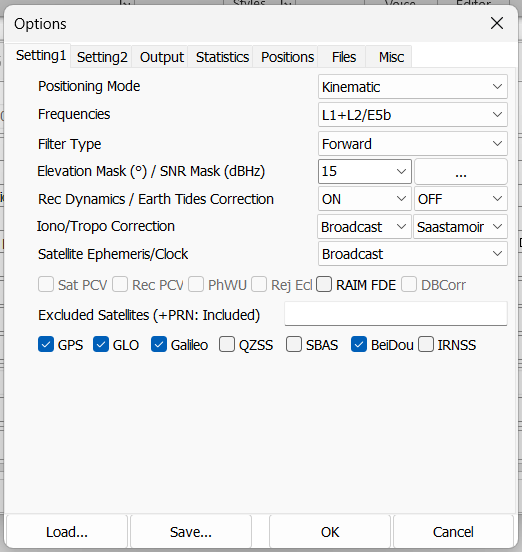 Styles
Voice
Editor
Options
Setting1 Setting2 Output Statistics Positions Files Misc
Positioning Mode Kinematic
Frequencies L1+L2/E5b
Filter Type Forward
Elevation Mask (°) / SNR Mask (dBHz) 15 ...
Rec Dynamics / Earth Tides Correction ON OFF
Iono/Tropo Correction Broadcast Saastamoir
Satellite Ephemeris/Clock Broadcast
Sat PCV Rec PCV PhWU Rej Ecl RAIM FDE DBCorr
Excluded Satellites (+PRN: Included)
GPS GLO Galileo QZSS SBAS BeiDou IRNSS
Load... Save... OK Cancel